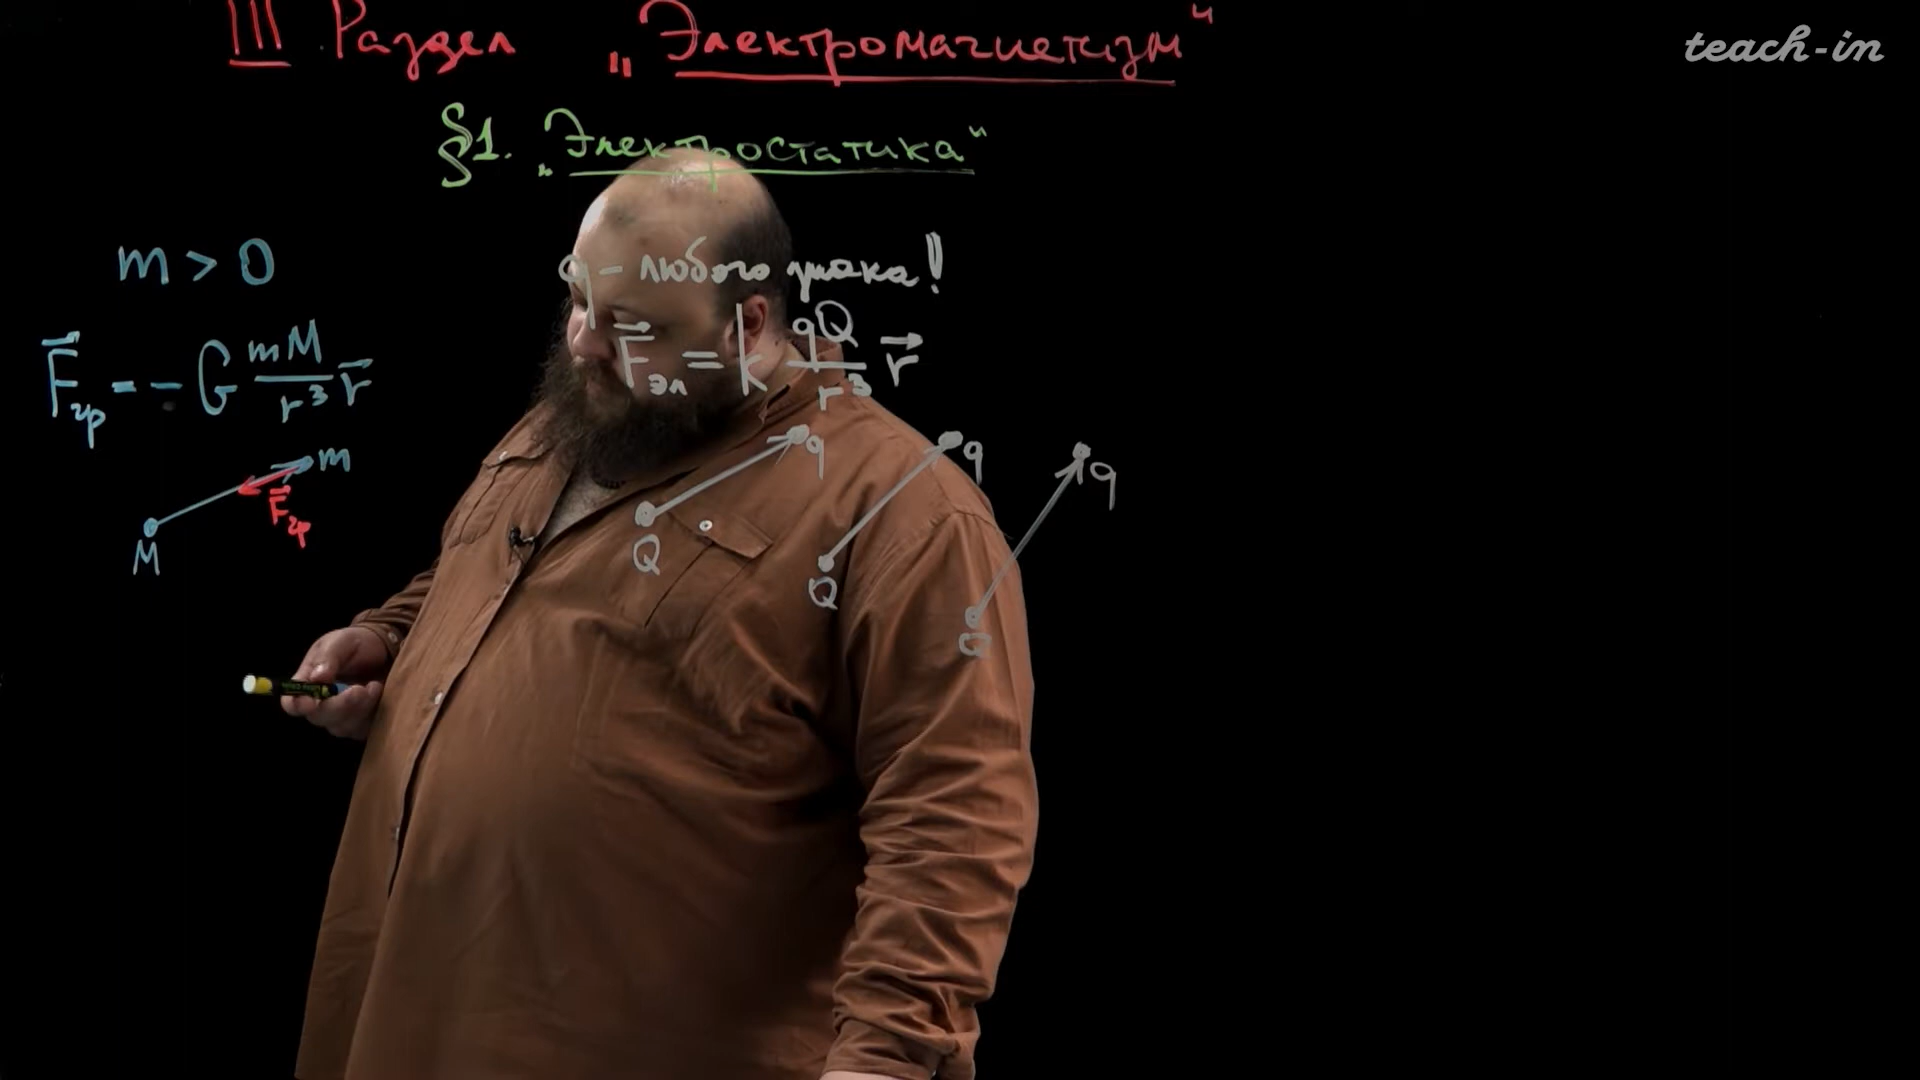 III Раздел „Электромагнетизм“
teach-in
§1. „Электростатика“
m > 0
q - любого знака!
F⃗гр = - G mM/r³ r⃗
F⃗эл = k qQ/r³ r⃗
m
F⃗гр
M
q
Q
q
Q
q
Q